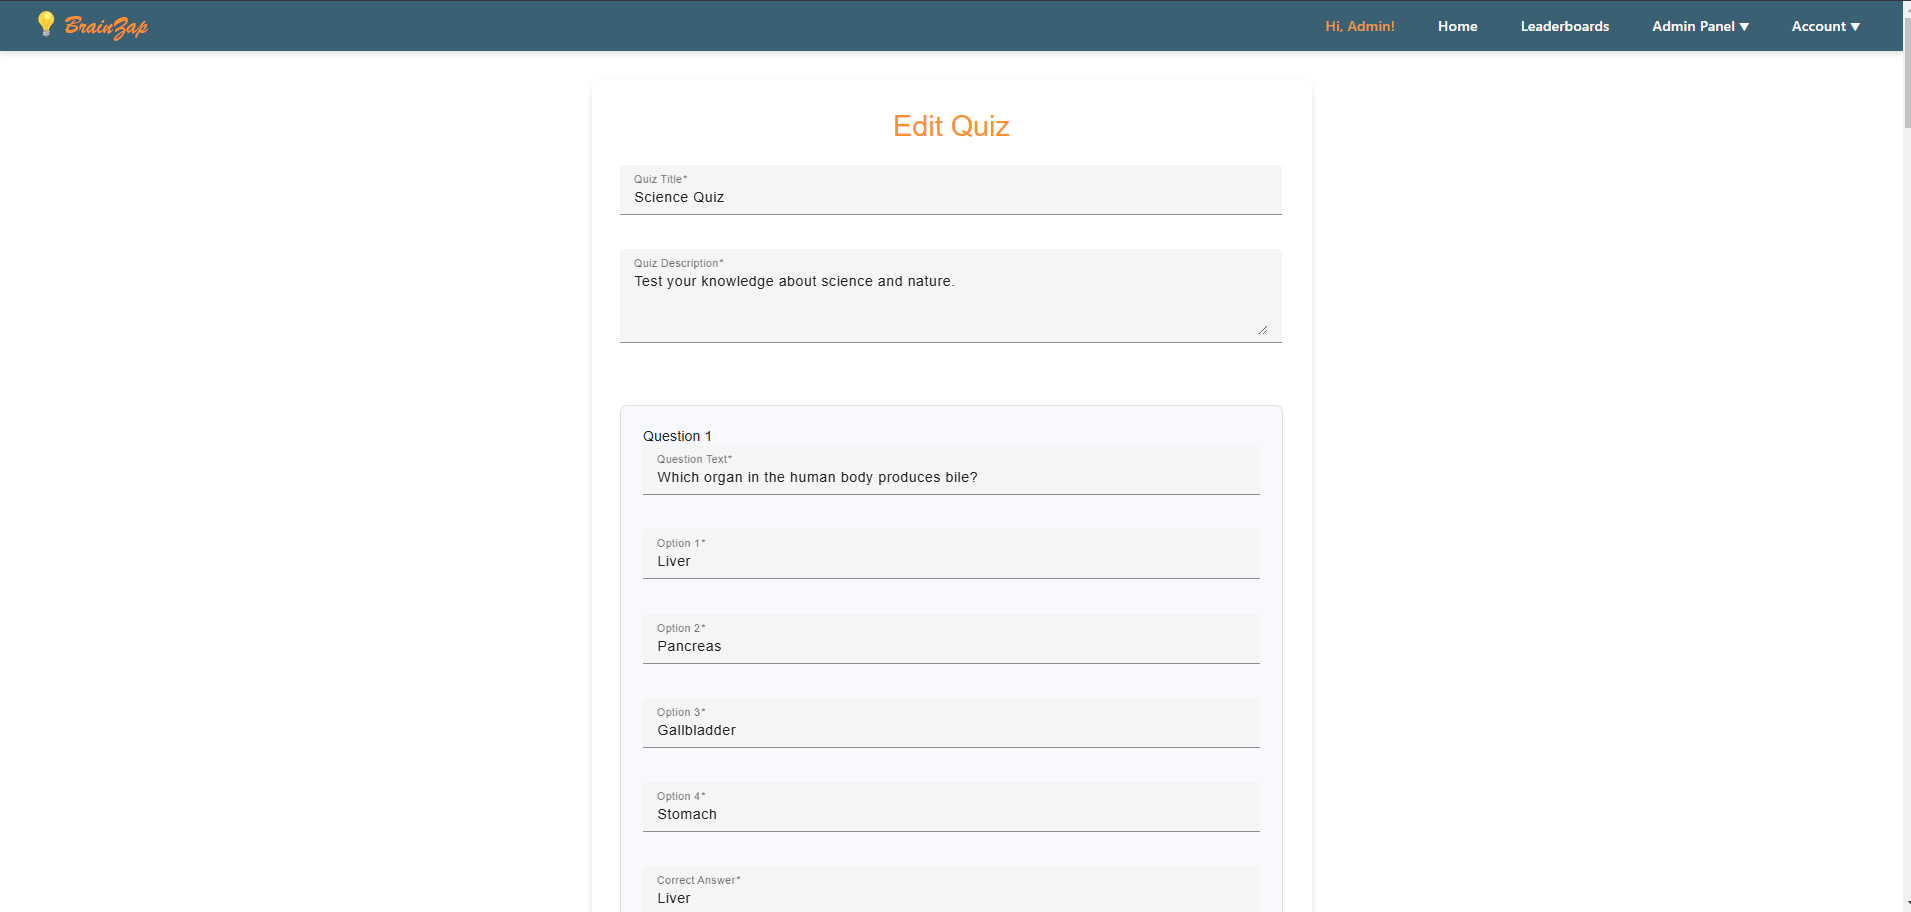 BrainZap
Hi, Admin! Home Leaderboards Admin Panel ▼ Account ▼
Edit Quiz
Quiz Title*
Science Quiz
Quiz Description*
Test your knowledge about science and nature.
Question 1
Question Text*
Which organ in the human body produces bile?
Option 1*
Liver
Option 2*
Pancreas
Option 3*
Gallbladder
Option 4*
Stomach
Correct Answer*
Liver